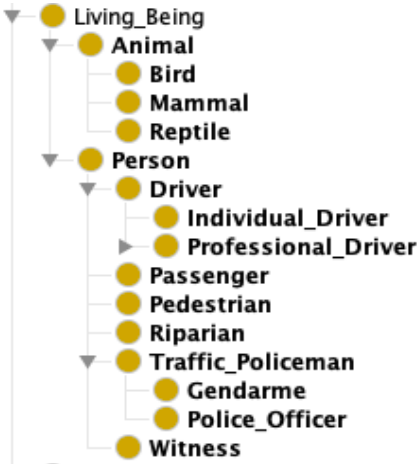 Living_Being
Animal
Bird
Mammal
Reptile
Person
Driver
Individual_Driver
Professional_Driver
Passenger
Pedestrian
Riparian
Traffic_Policeman
Gendarme
Police_Officer
Witness